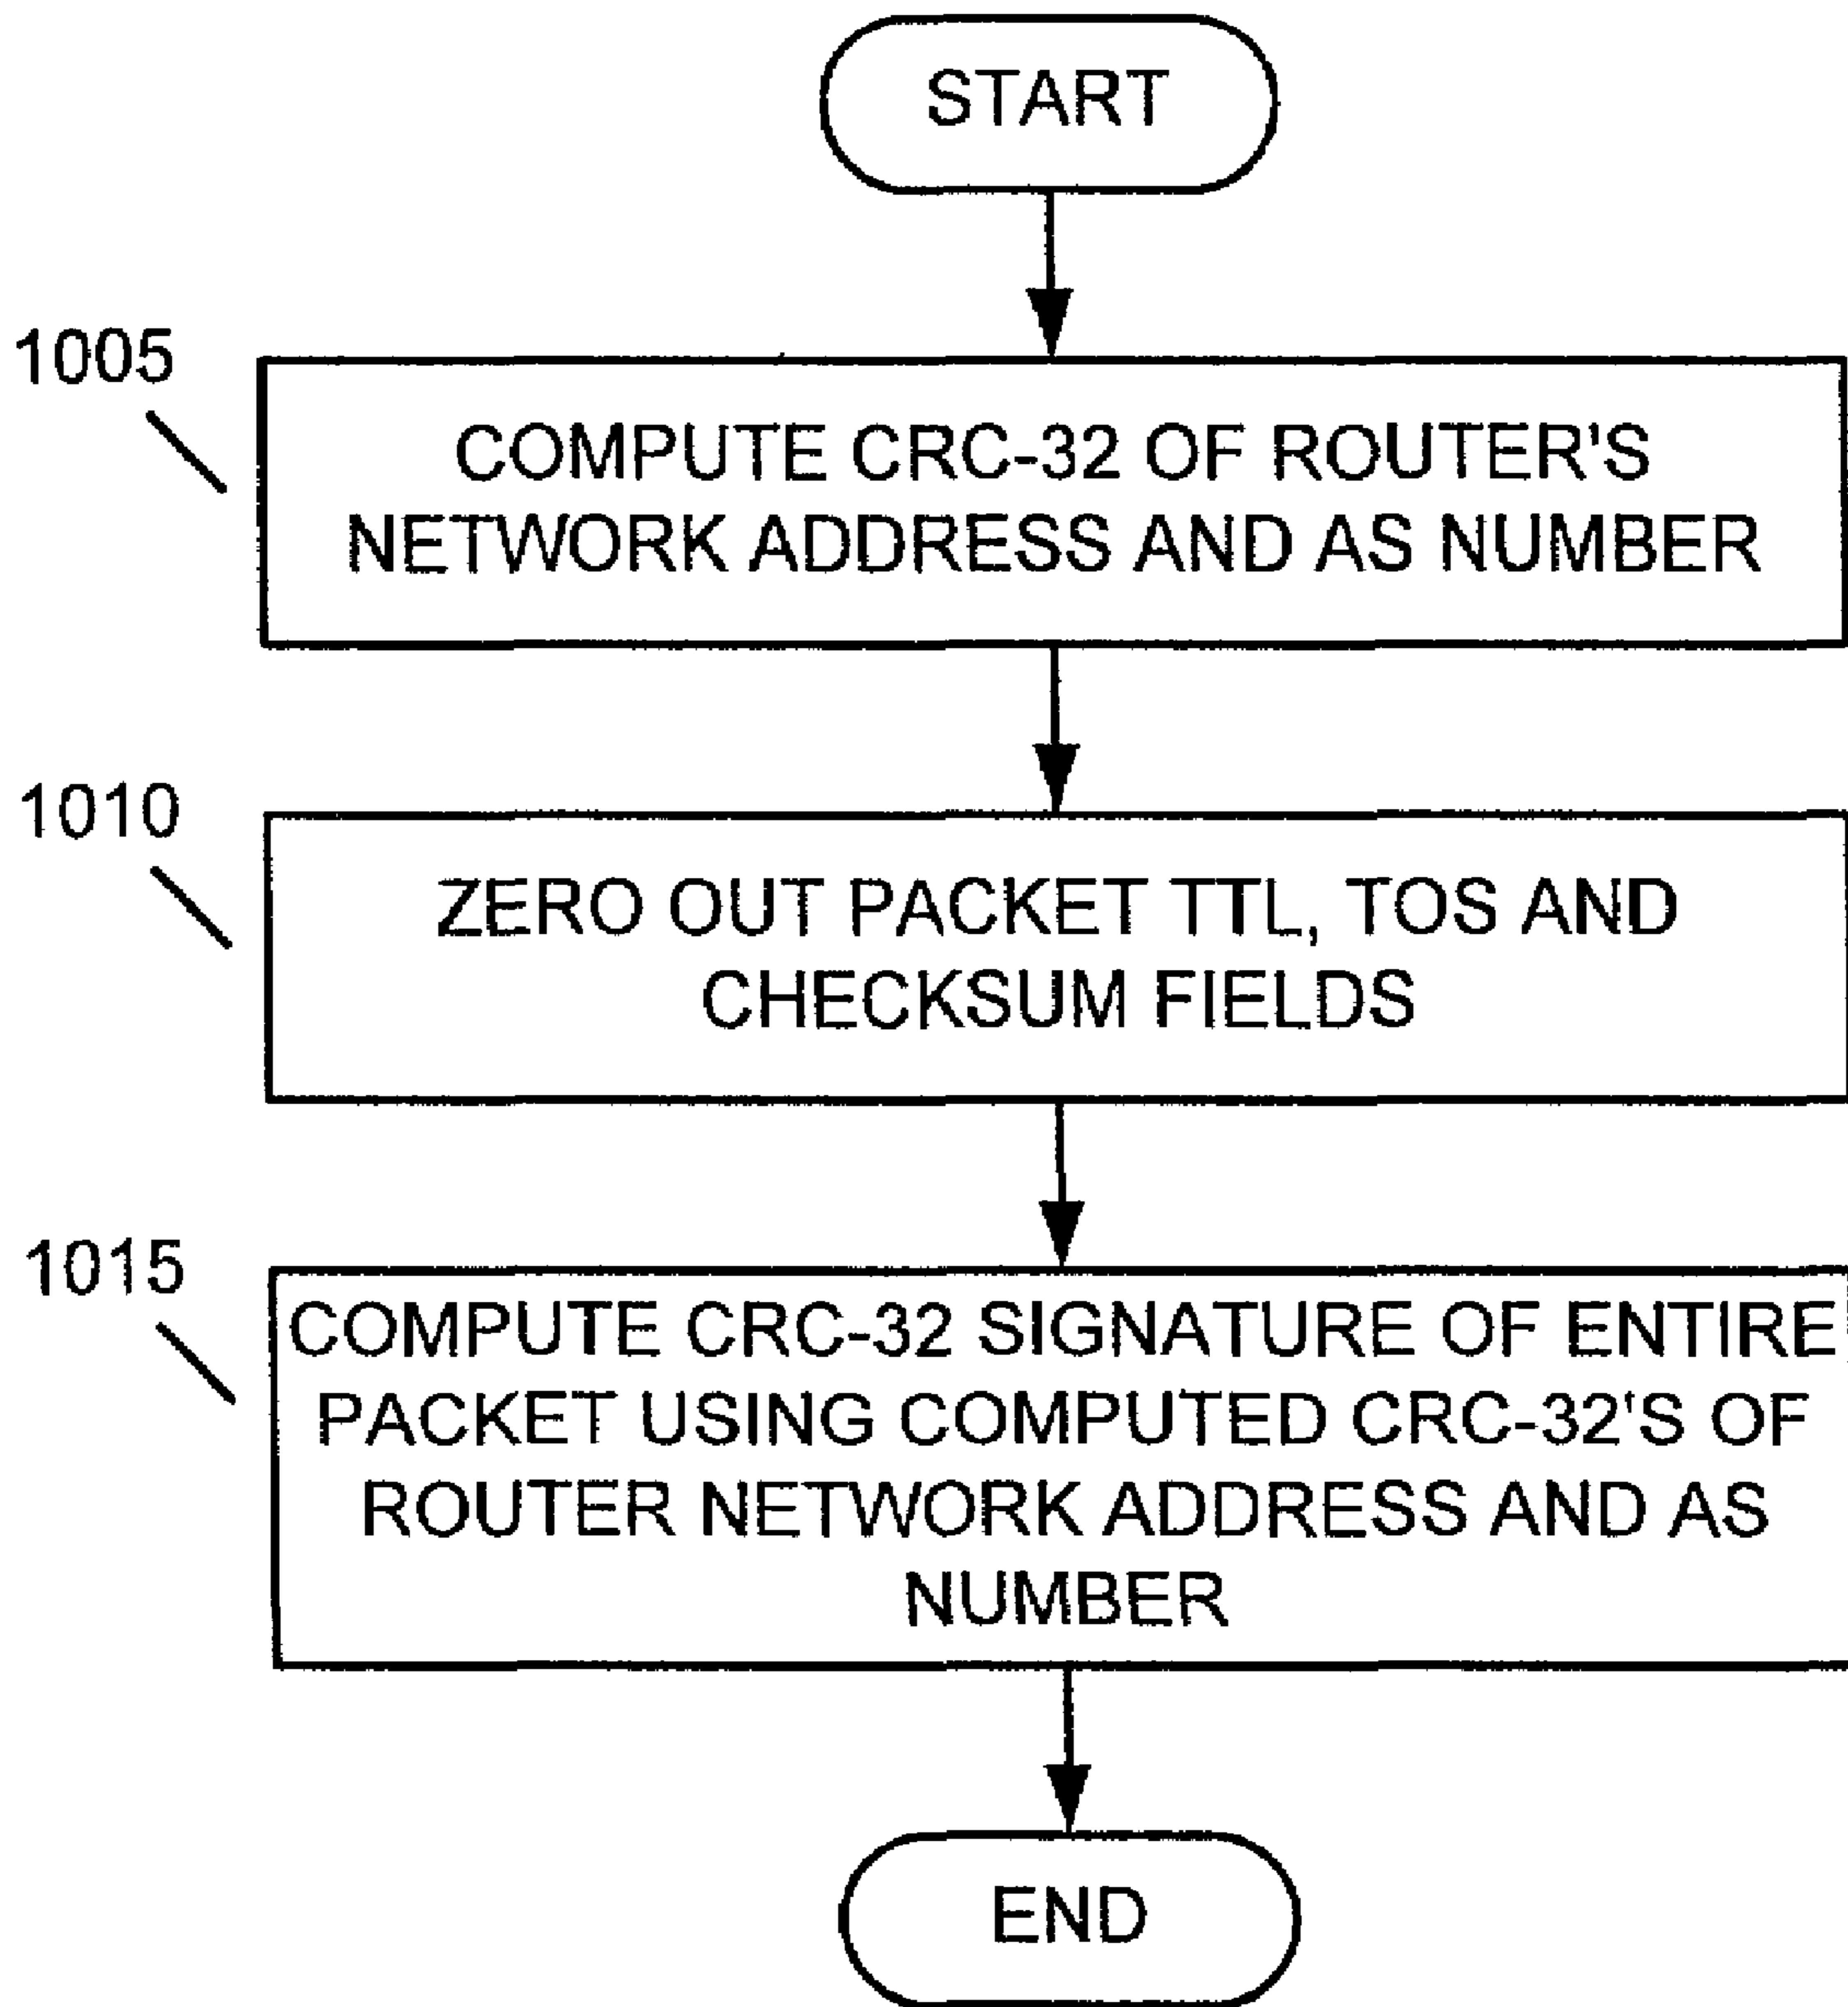 START
1005
COMPUTE CRC-32 OF ROUTER'S
NETWORK ADDRESS AND AS NUMBER
1010
ZERO OUT PACKET TTL, TOS AND
CHECKSUM FIELDS
1015
COMPUTE CRC-32 SIGNATURE OF ENTIRE
PACKET USING COMPUTED CRC-32'S OF
ROUTER NETWORK ADDRESS AND AS
NUMBER
END